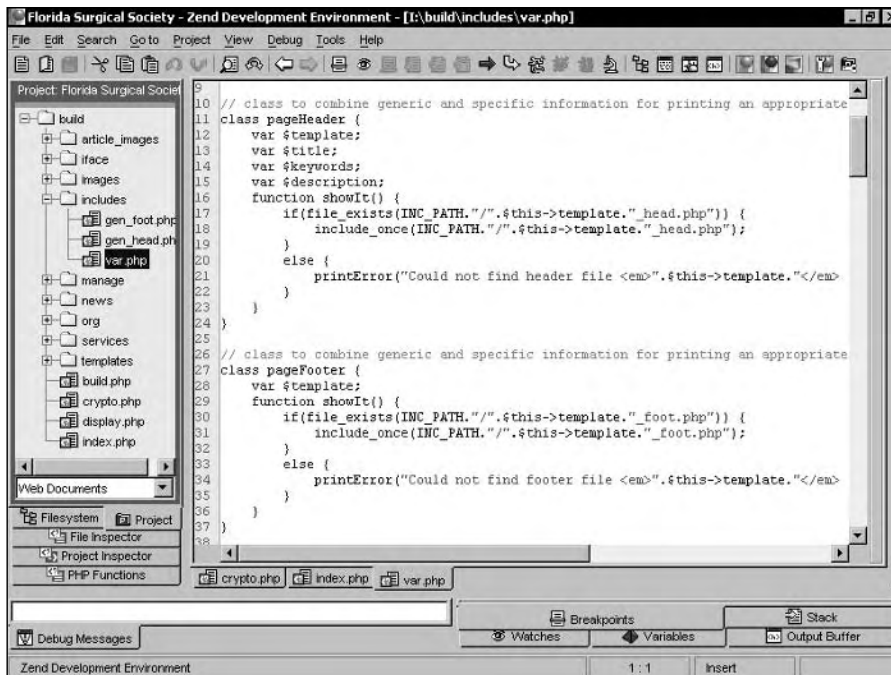 Florida Surgical Society - Zend Development Environment - [I:\build\includes\var.php]
File Edit Search Go to Project View Debug Tools Help
Project: Florida Surgical Societ
build
article_images
iface
images
includes
gen_foot.php
gen_head.ph
var.php
manage
news
org
services
templates
build.php
crypto.php
display.php
index.php
Web Documents
Filesystem Project
File Inspector
Project Inspector
PHP Functions
9
10 // class to combine generic and specific information for printing an appropriate
11 class pageHeader {
12 var $template;
13 var $title;
14 var $keywords;
15 var $description;
16 function showIt() {
17 if(file_exists(INC_PATH."/".$this->template."_head.php")) {
18 include_once(INC_PATH."/".$this->template."_head.php");
19 }
20 else {
21 printError("Could not find header file <em>".$this->template."</em>
22 }
23 }
24 }
25
26 // class to combine generic and specific information for printing an appropriate
27 class pageFooter {
28 var $template;
29 function showIt() {
30 if(file_exists(INC_PATH."/".$this->template."_foot.php")) {
31 include_once(INC_PATH."/".$this->template."_foot.php");
32 }
33 else {
34 printError("Could not find footer file <em>".$this->template."</em>
35 }
36 }
37 }
38
crypto.php index.php var.php
Debug Messages
Breakpoints Stack
Watches Variables Output Buffer
Zend Development Environment 1:1 Insert